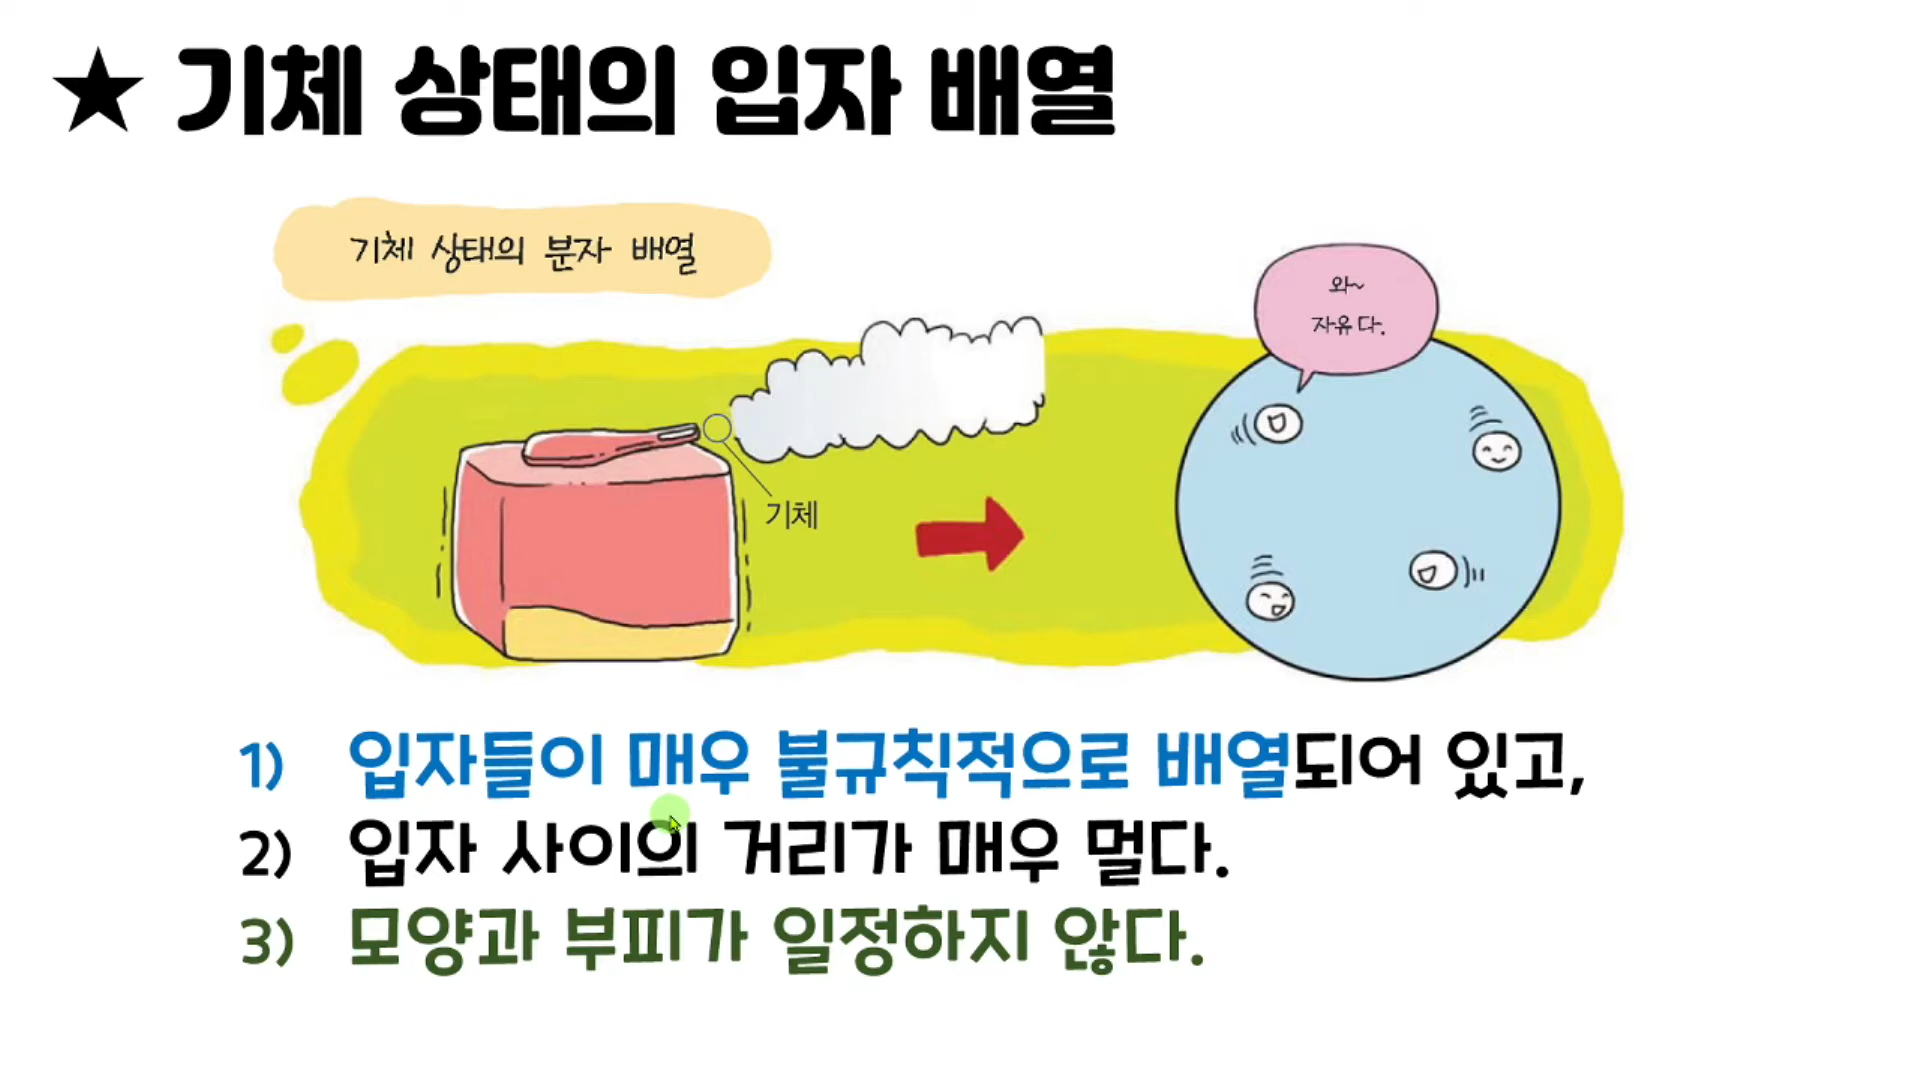 ★ 기체 상태의 입자 배열
기체 상태의 분자 배열
와~
자유다.
기체
1) 입자들이 매우 불규칙적으로 배열되어 있고,
2) 입자 사이의 거리가 매우 멀다.
3) 모양과 부피가 일정하지 않다.